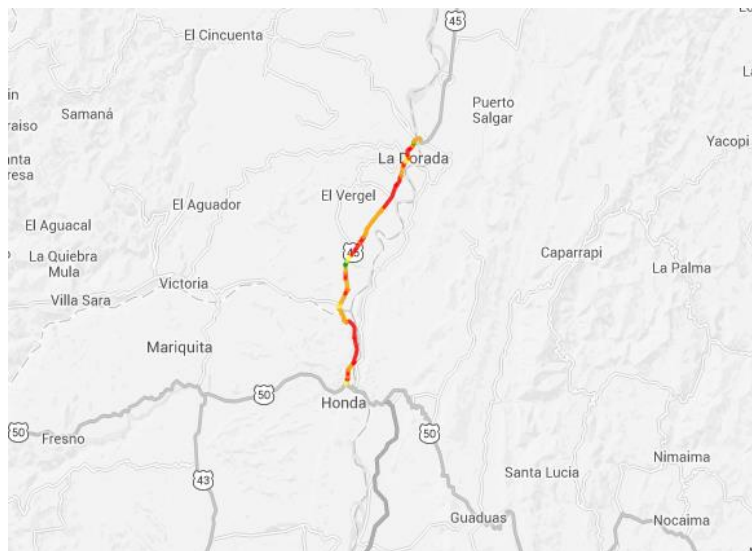 45
El Cincuenta
Puerto
Salgar
Samaná
Yacopi
La Dorada
El Vergel
El Aguador
El Aguacal
45
Caparrapi
La Quiebra
Mula
La Palma
Victoria
Villa Sara
Mariquita
50
Honda
50
Fresno
50
Nimaima
43
Santa Lucia
Guaduas
Nocaima